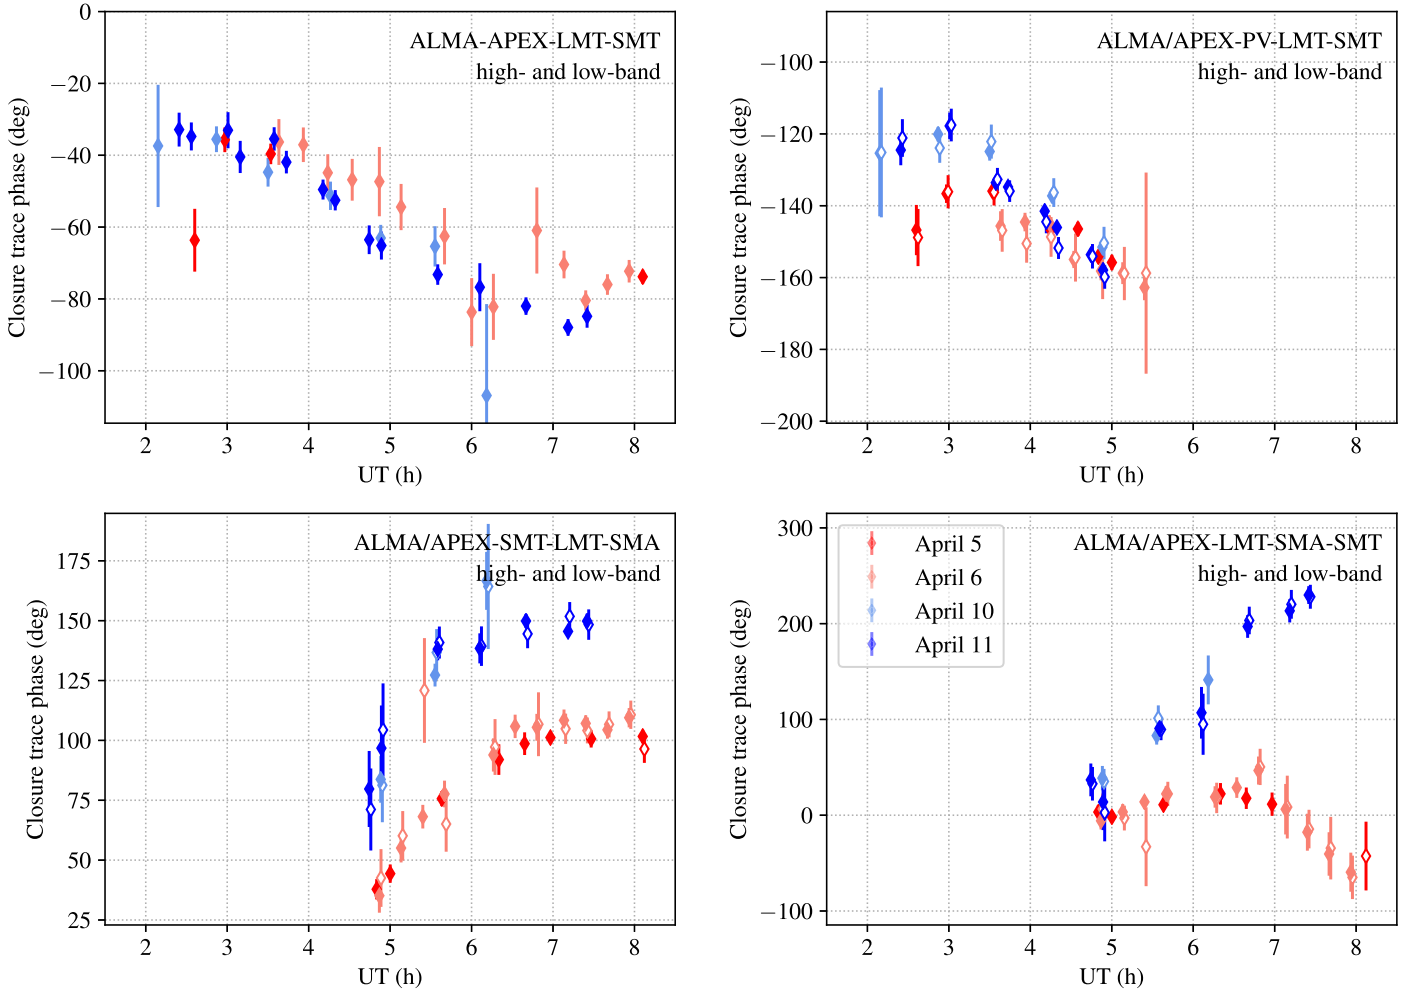 ALMA-APEX-LMT-SMT
high- and low-band
Closure trace phase (deg)
0
−20
−40
−60
−80
−100
2 3 4 5 6 7 8
UT (h)
ALMA/APEX-PV-LMT-SMT
high- and low-band
Closure trace phase (deg)
−100
−120
−140
−160
−180
−200
2 3 4 5 6 7 8
UT (h)
ALMA/APEX-SMT-LMT-SMA
high- and low-band
Closure trace phase (deg)
175
150
125
100
75
50
25
2 3 4 5 6 7 8
UT (h)
ALMA/APEX-LMT-SMA-SMT
high- and low-band
April 5
April 6
April 10
April 11
Closure trace phase (deg)
300
200
100
0
−100
2 3 4 5 6 7 8
UT (h)